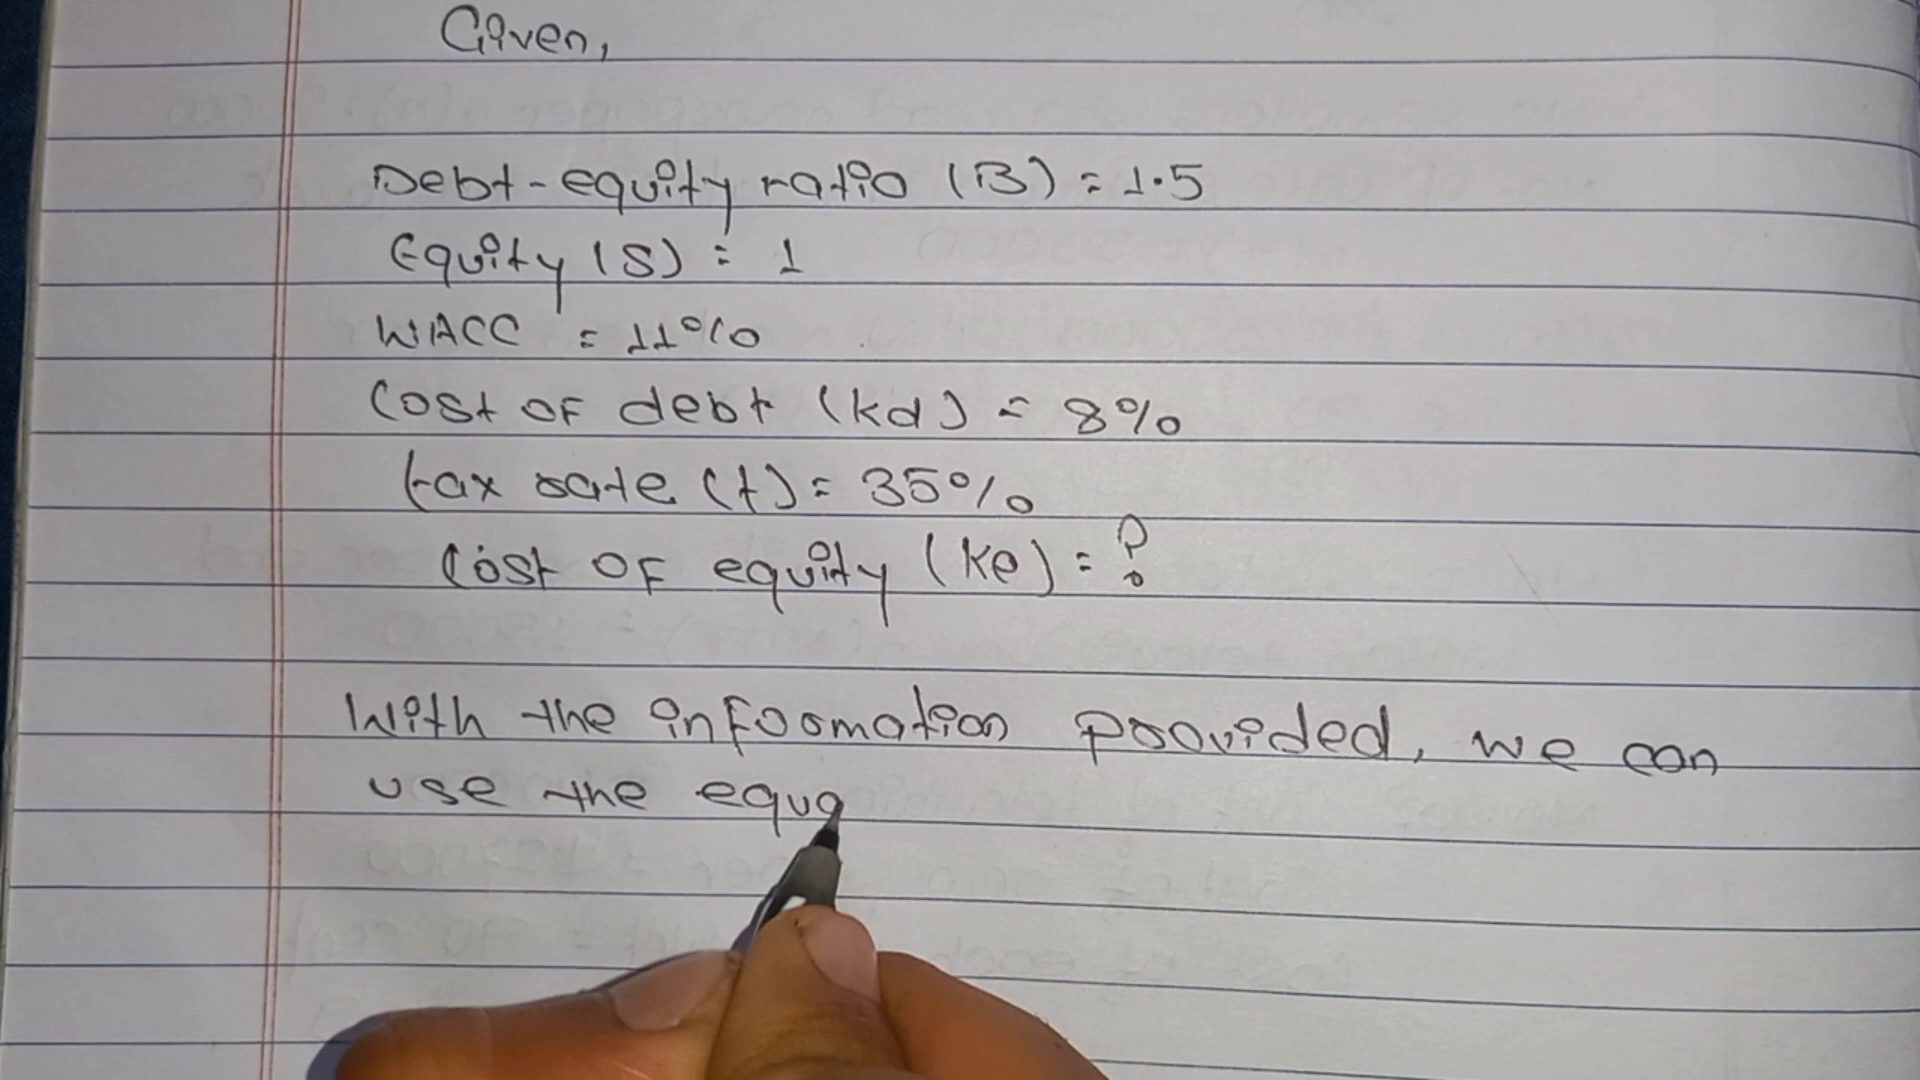 Given,
Debt-equity ratio (B) = 1.5
Equity (S) = 1
WACC = 11%
Cost of debt (kd) = 8%
tax rate (t) = 35%
Cost of equity (ke) = ?
With the information provided, we can
use the equa